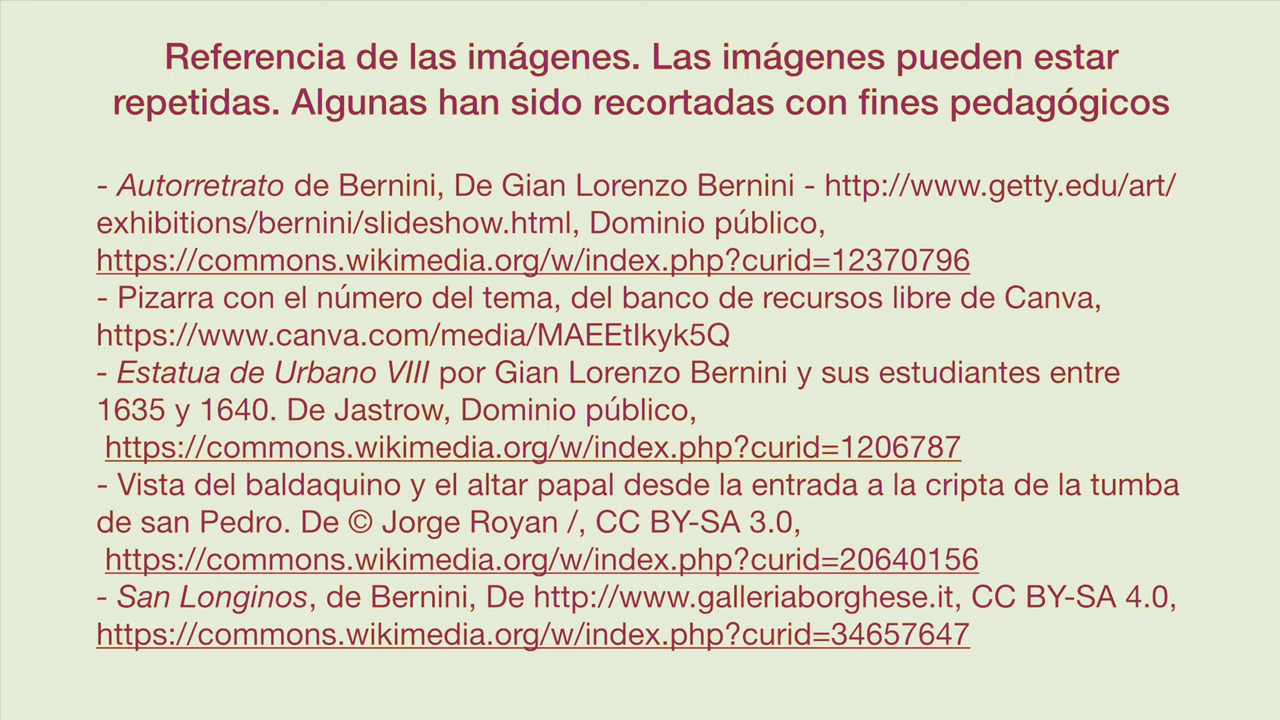 Referencia de las imágenes. Las imágenes pueden estar
repetidas. Algunas han sido recortadas con fines pedagógicos
- Autorretrato de Bernini, De Gian Lorenzo Bernini - http://www.getty.edu/art/
exhibitions/bernini/slideshow.html, Dominio público,
https://commons.wikimedia.org/w/index.php?curid=12370796
- Pizarra con el número del tema, del banco de recursos libre de Canva,
https://www.canva.com/media/MAEEtIkyk5Q
- Estatua de Urbano VIII por Gian Lorenzo Bernini y sus estudiantes entre
1635 y 1640. De Jastrow, Dominio público,
https://commons.wikimedia.org/w/index.php?curid=1206787
- Vista del baldaquino y el altar papal desde la entrada a la cripta de la tumba
de san Pedro. De © Jorge Royan /, CC BY-SA 3.0,
https://commons.wikimedia.org/w/index.php?curid=20640156
- San Longinos, de Bernini, De http://www.galleriaborghese.it, CC BY-SA 4.0,
https://commons.wikimedia.org/w/index.php?curid=34657647